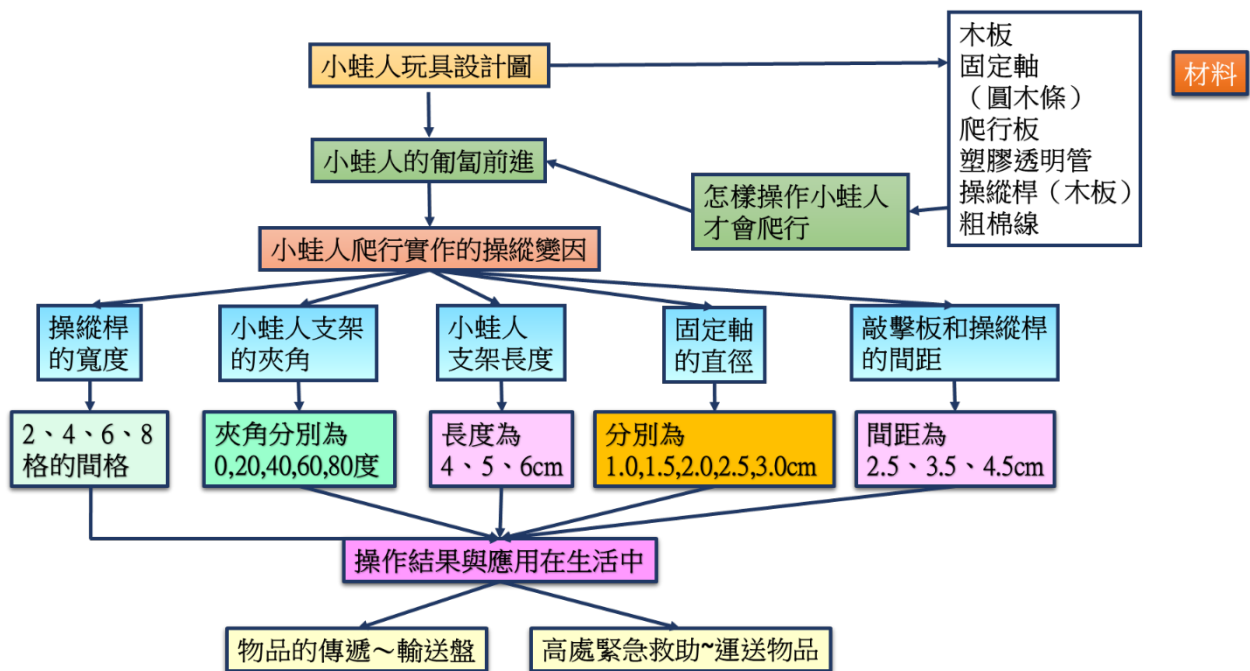 小蛙人玩具設計圖
木板
固定軸
（圓木條）
爬行板
塑膠透明管
操縱桿（木板）
粗棉線
材料
小蛙人的匍匐前進
怎樣操作小蛙人
才會爬行
小蛙人爬行實作的操縱變因
操縱桿
的寬度
小蛙人支架
的夾角
小蛙人
支架長度
固定軸
的直徑
敲擊板和操縱桿
的間距
2、4、6、8
格的間格
夾角分別為
0,20,40,60,80度
長度為
4、5、6cm
分別為
1.0,1.5,2.0,2.5,3.0cm
間距為
2.5、3.5、4.5cm
操作結果與應用在生活中
物品的傳遞～輸送盤
高處緊急救助~運送物品